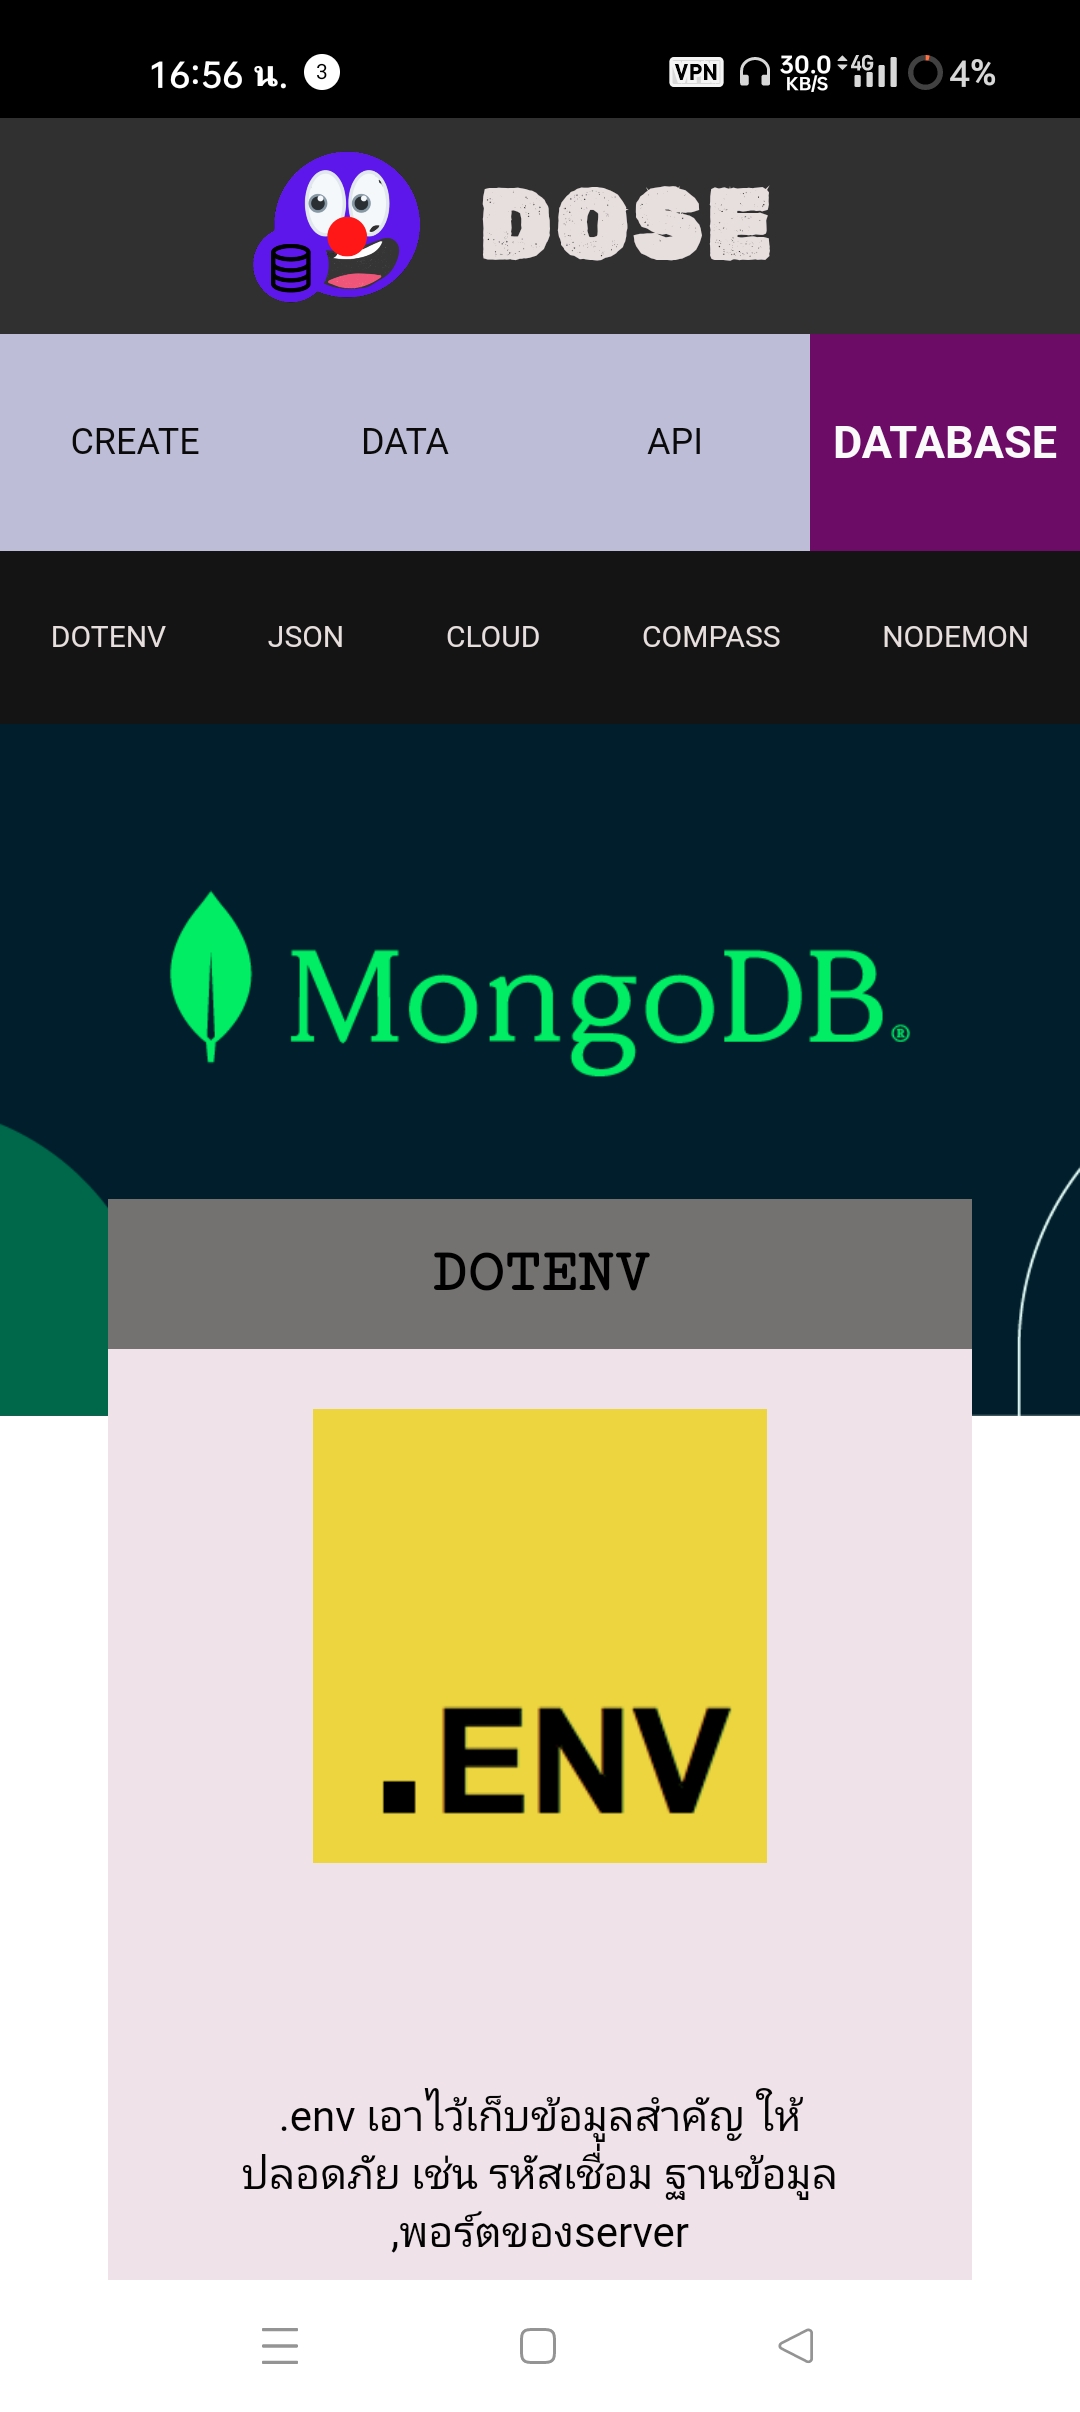 16:56 น. 3 VPN 30.0 KB/S 4G 4%
DOSE
CREATE DATA API DATABASE
DOTENV JSON CLOUD COMPASS NODEMON
MongoDB®
DOTENV
.ENV
.env เอาไว้เก็บข้อมูลสำคัญ ให้
ปลอดภัย เช่น รหัสเชื่อม ฐานข้อมูล
,พอร์ตของserver